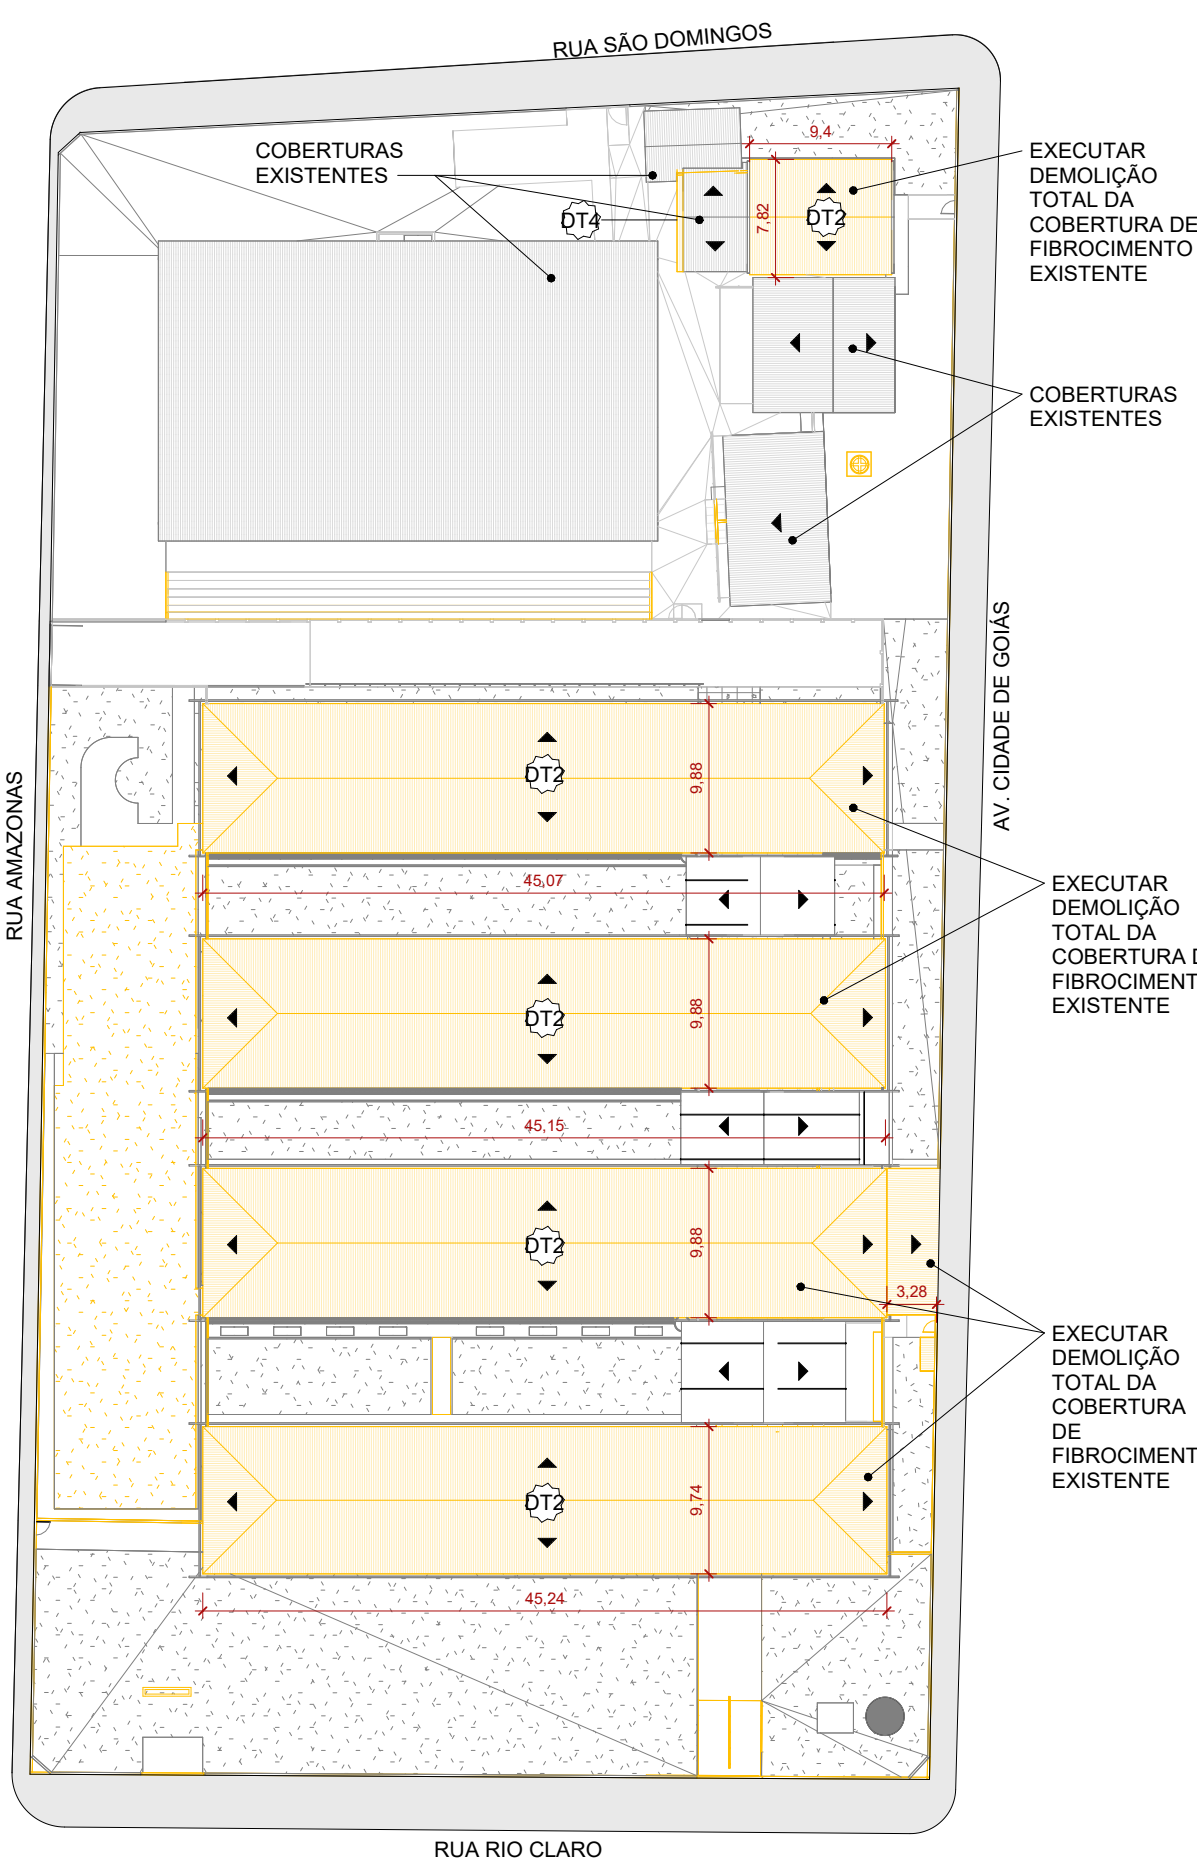 RUA SÃO DOMINGOS
COBERTURAS
EXISTENTES
9,4
EXECUTAR
DEMOLIÇÃO
TOTAL DA
COBERTURA DE
FIBROCIMENTO
EXISTENTE
DT4
7,82
DT2
COBERTURAS
EXISTENTES
AV. CIDADE DE GOIÁS
RUA AMAZONAS
DT2
9,88
45,07
EXECUTAR
DEMOLIÇÃO
TOTAL DA
COBERTURA D
FIBROCIMENT
EXISTENTE
DT2
9,88
45,15
DT2
9,88
3,28
EXECUTAR
DEMOLIÇÃO
TOTAL DA
COBERTURA
DE
FIBROCIMENT
EXISTENTE
DT2
9,74
45,24
RUA RIO CLARO